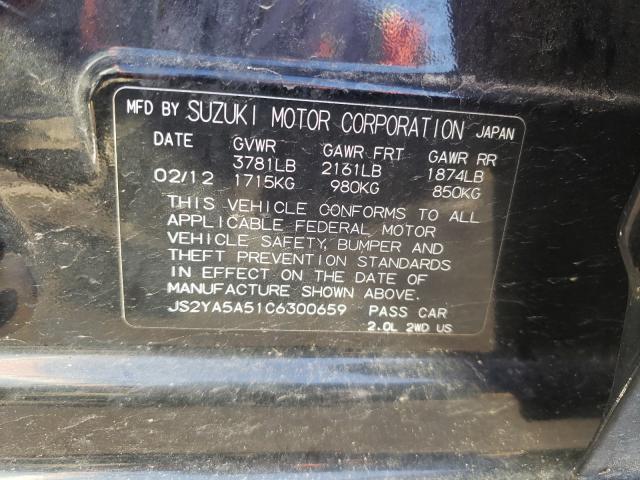 MFD BY SUZUKI MOTOR CORPORATION JAPAN
DATE GVWR GAWR FRT GAWR RR
3781LB 2161LB 1874LB
02/12 1715KG 980KG 850KG
THIS VEHICLE CONFORMS TO ALL
APPLICABLE FEDERAL MOTOR
VEHICLE SAFETY, BUMPER AND
THEFT PREVENTION STANDARDS
IN EFFECT ON THE DATE OF
MANUFACTURE SHOWN ABOVE.
JS2YA5A51C6300659 PASS CAR
2.0L 2WD US